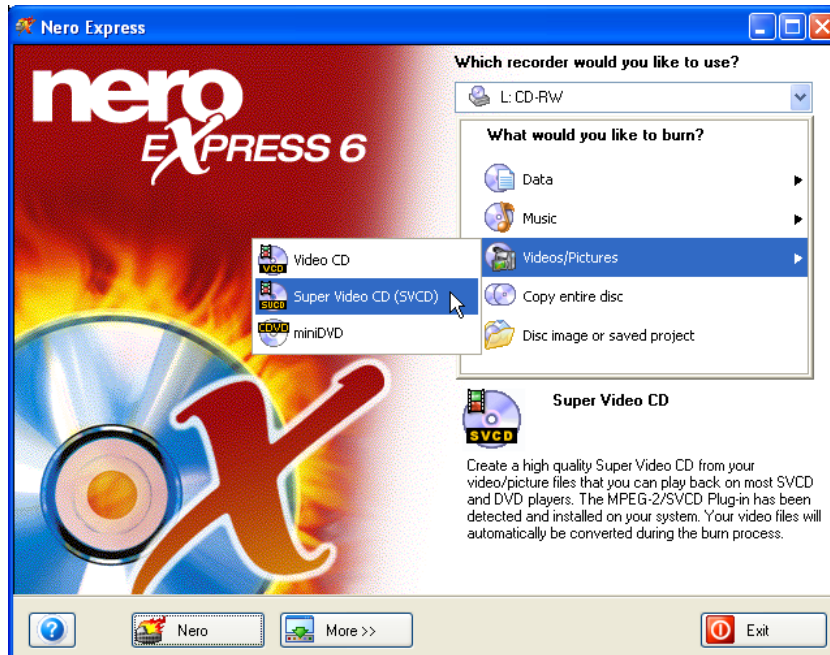 Nero Express
nero
EXPRESS 6
Which recorder would you like to use?
L: CD-RW
What would you like to burn?
Data
Music
Videos/Pictures
Copy entire disc
Disc image or saved project
VCD
Video CD
SVCD
Super Video CD (SVCD)
CDVD
miniDVD
SVCD
Super Video CD
Create a high quality Super Video CD from your
video/picture files that you can play back on most SVCD
and DVD players. The MPEG-2/SVCD Plug-in has been
detected and installed on your system. Your video files will
automatically be converted during the burn process.
?
Nero
More >>
Exit